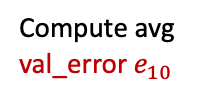 Compute avg
val_error e₁₀